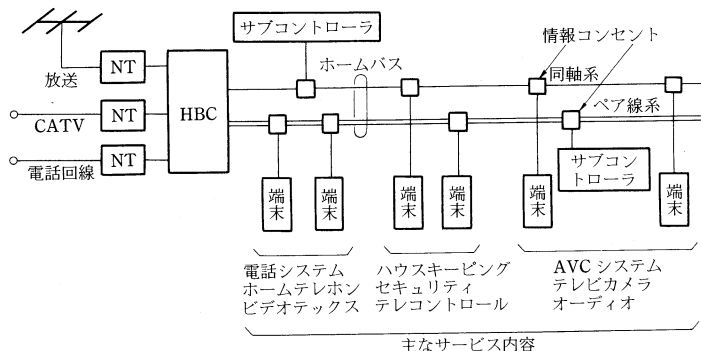 サブコントローラ
情報コンセント
放送
NT
ホームバス
同軸系
CATV
NT
HBC
ペア線系
電話回線
NT
サブコン
トローラ
端末
端末
端末
端末
端末
端末
電話システム
ホームテレホン
ビデオテックス
ハウスキーピング
セキュリティ
テレコントロール
AVCシステム
テレビカメラ
オーディオ
主なサービス内容